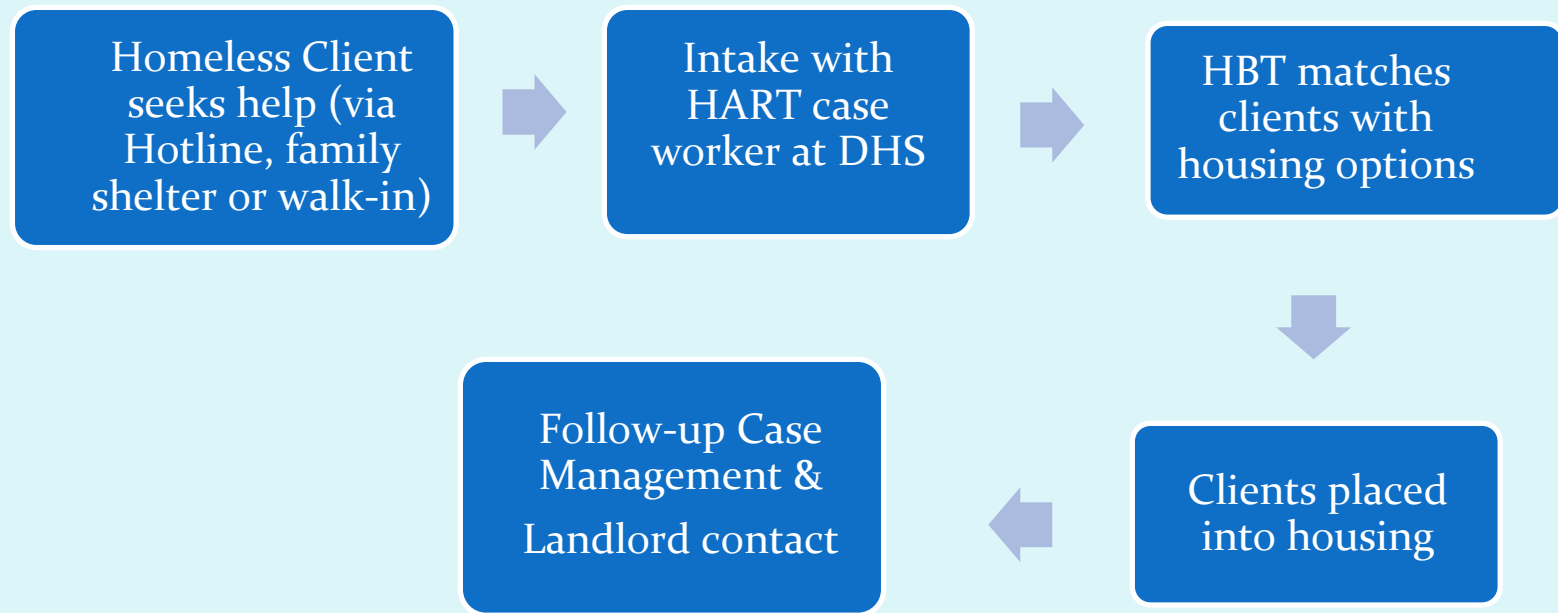 Homeless Client
seeks help (via
Hotline, family
shelter or walk-in)
Intake with
HART case
worker at DHS
HBT matches
clients with
housing options
Clients placed
into housing
Follow-up Case
Management &
Landlord contact